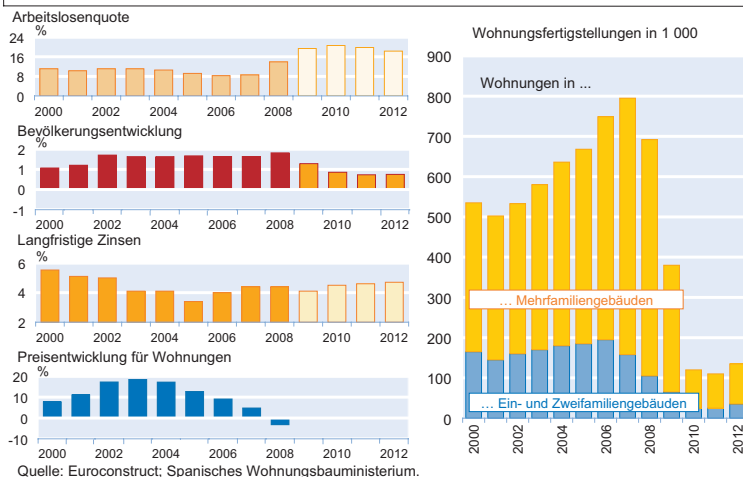 Arbeitslosenquote
%
24
16
8
0
2000 2002 2004 2006 2008 2010 2012
Bevölkerungsentwicklung
%
2
1
0
-1
2000 2002 2004 2006 2008 2010 2012
Langfristige Zinsen
%
6
4
2
2000 2002 2004 2006 2008 2010 2012
Preisentwicklung für Wohnungen
%
20
10
0
-10
2000 2002 2004 2006 2008 2010 2012
Quelle: Euroconstruct; Spanisches Wohnungsbauministerium.
Wohnungsfertigstellungen in 1 000
900
800
700
600
500
400
300
200
100
0
Wohnungen in ...
... Mehrfamiliengebäuden
... Ein- und Zweifamiliengebäuden
2000 2002 2004 2006 2008 2010 2012